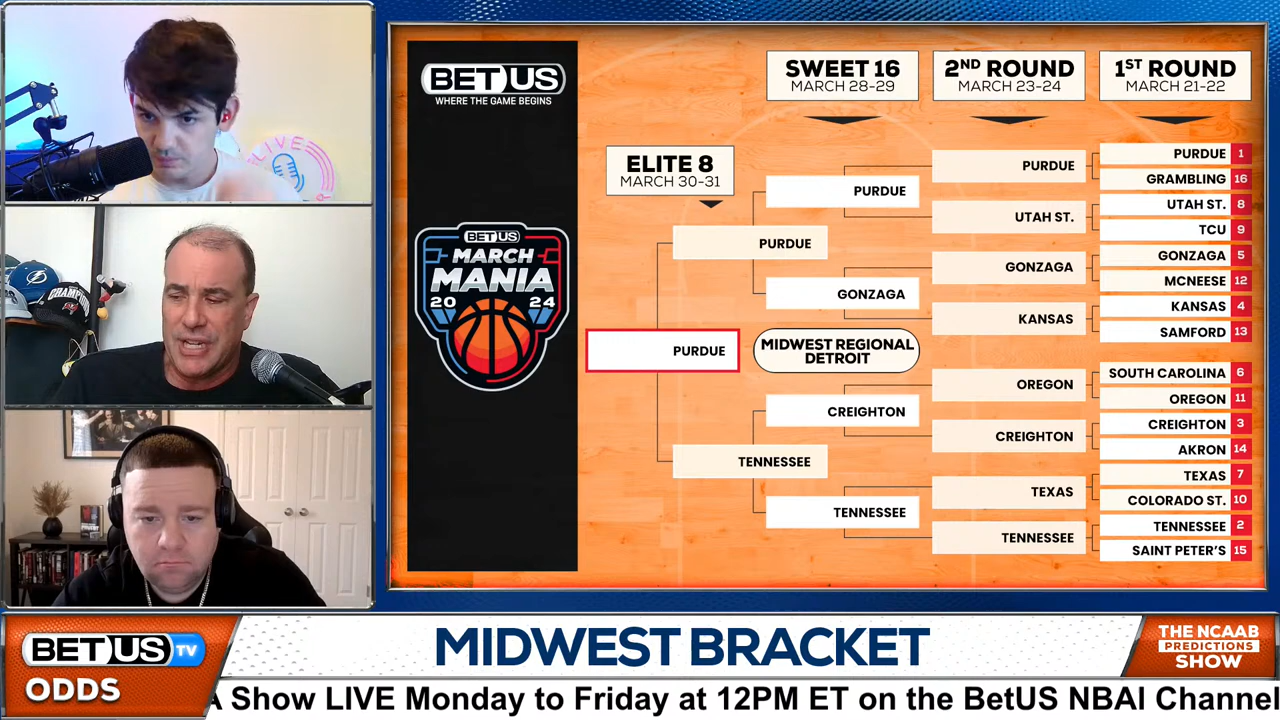 LIVE
CHAMPIONS
BETUS
WHERE THE GAME BEGINS
BETUS
MARCH
MANIA
2024
SWEET 16
MARCH 28-29
2ND ROUND
MARCH 23-24
1ST ROUND
MARCH 21-22
ELITE 8
MARCH 30-31
PURDUE
TENNESSEE
PURDUE
MIDWEST REGIONAL
DETROIT
PURDUE
GONZAGA
CREIGHTON
TENNESSEE
PURDUE
UTAH ST.
GONZAGA
KANSAS
OREGON
CREIGHTON
TEXAS
TENNESSEE
PURDUE 1
GRAMBLING 16
UTAH ST. 8
TCU 9
GONZAGA 5
MCNEESE 12
KANSAS 4
SAMFORD 13
SOUTH CAROLINA 6
OREGON 11
CREIGHTON 3
AKRON 14
TEXAS 7
COLORADO ST. 10
TENNESSEE 2
SAINT PETER'S 15
BETUS TV
ODDS
MIDWEST BRACKET
THE NCAAB
PREDICTIONS
SHOW
A Show LIVE Monday to Friday at 12PM ET on the BetUS NBA! Channel